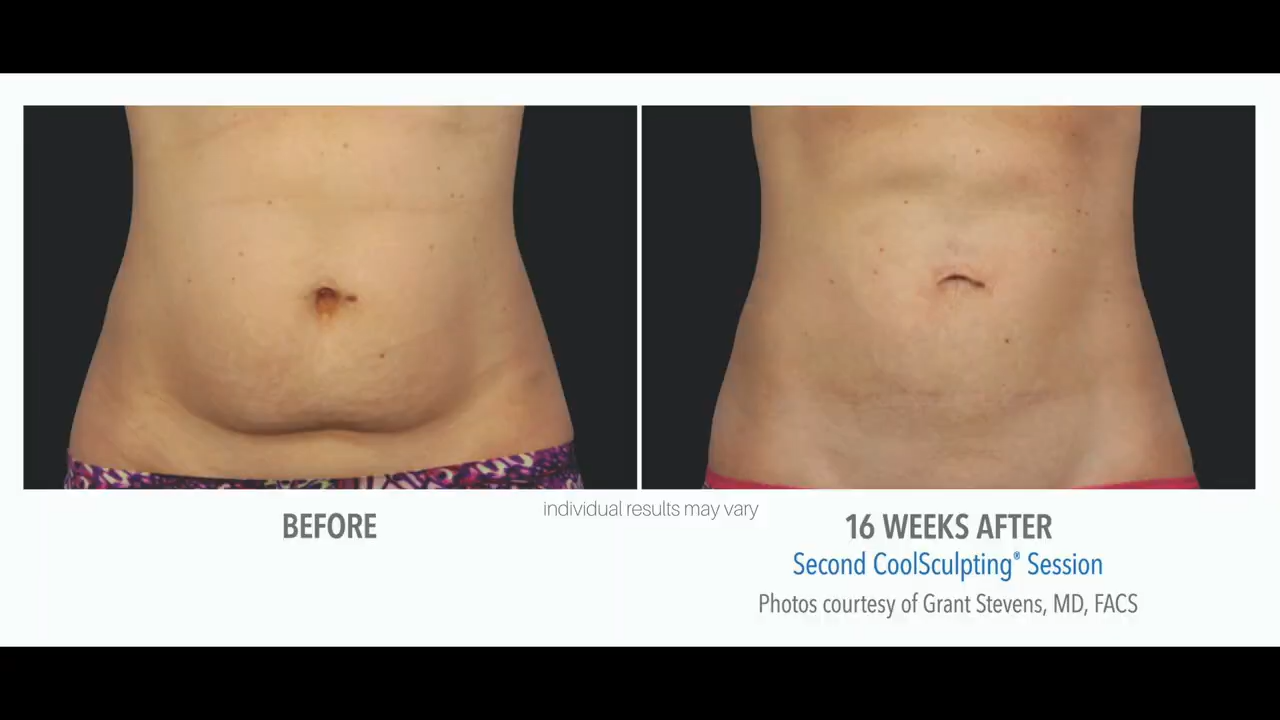 individual results may vary
BEFORE
16 WEEKS AFTER
Second CoolSculpting® Session
Photos courtesy of Grant Stevens, MD, FACS